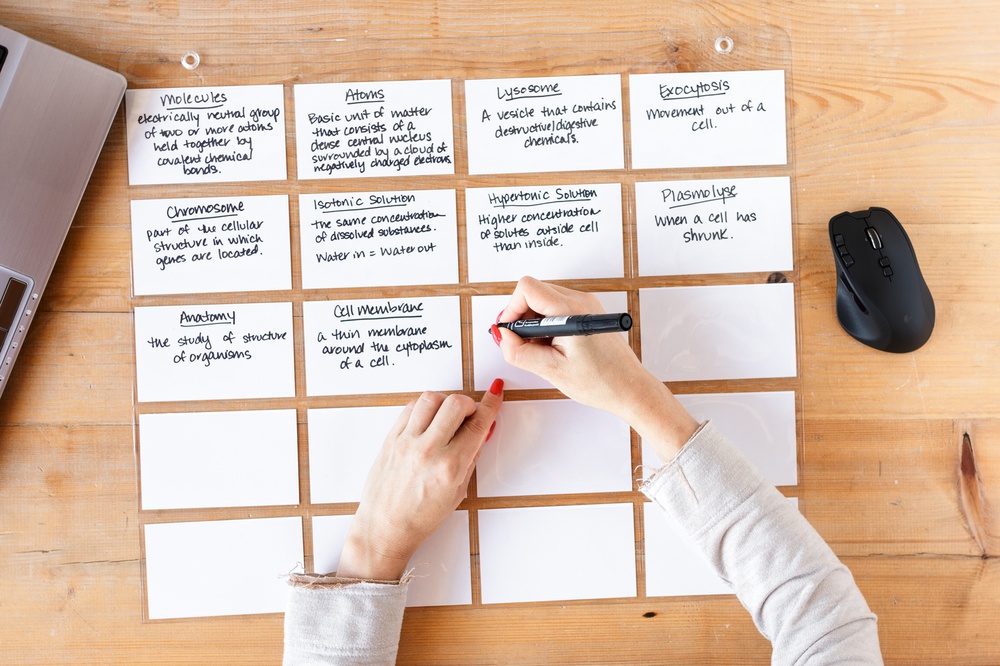 Molecules
electrically neutral group
of two or more atoms
held together by
covalent chemical
bonds.
Atoms
Basic unit of matter
that consists of a
dense central nucleus
surrounded by a cloud of
negatively charged electrons
Lysosome
A vesicle that contains
destructive/digestive
chemicals.
Exocytosis
Movement out of a
cell.
Chromosome
part of the cellular
structure in which
genes are located.
Isotonic Solution
the same concentration
of dissolved substances.
Water in = Water out
Hypertonic Solution
Higher concentration
of solutes outside cell
than inside.
Plasmolyse
When a cell has
shrunk.
Anatomy
the study of structure
of organisms
Cell membrane
a thin membrane
around the cytoplasm
of a cell.